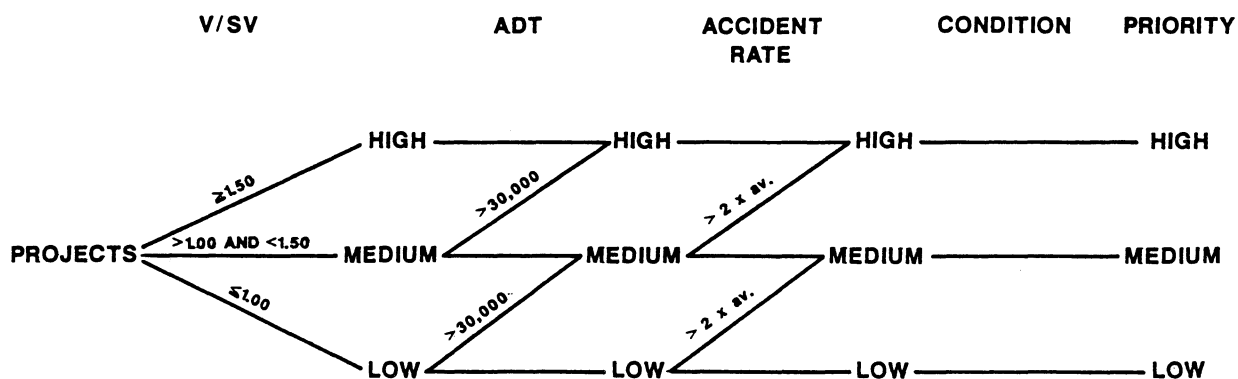 V/SV ADT ACCIDENT RATE CONDITION PRIORITY
HIGH HIGH HIGH HIGH
≥1.50 >30,000 > 2 x av.
PROJECTS >1.00 AND <1.50 MEDIUM MEDIUM MEDIUM MEDIUM
≤1.00 >30,000 > 2 x av.
LOW LOW LOW LOW